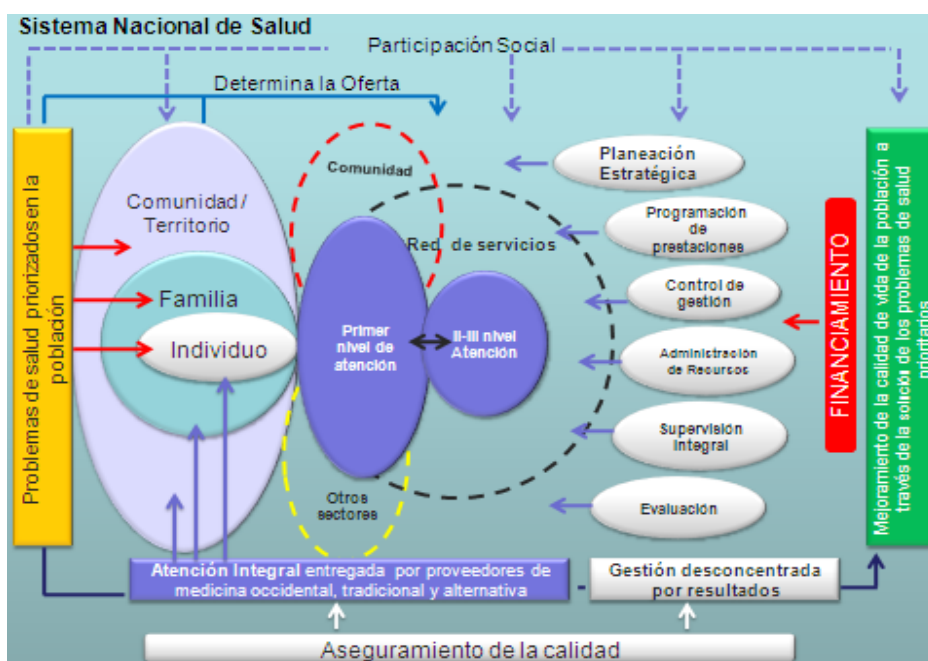 Sistema Nacional de Salud
Participación Social
Determina la Oferta
Problemas de salud priorizadosen la
población
Comunidad /
Territorio
Familia
Individuo
Comunidad
Red de servicios
Primer
nivel de
atención
II-III nivel
Atención
Otros
sectores
Planeación
Estratégica
Programación
de
prestaciones
Control de
gestión
Administración
de Recursos
Supervisión
Integral
Evaluación
FINANCIAMIENTO
Mejoramiento de la calidad de vida de la población a
través de la solución de los problemas de salud
prioritarios
Atención Integral entregada por proveedores de
medicina occidental, tradicional y alternativa
Gestión desconcentrada
por resultados
Aseguramiento de la calidad